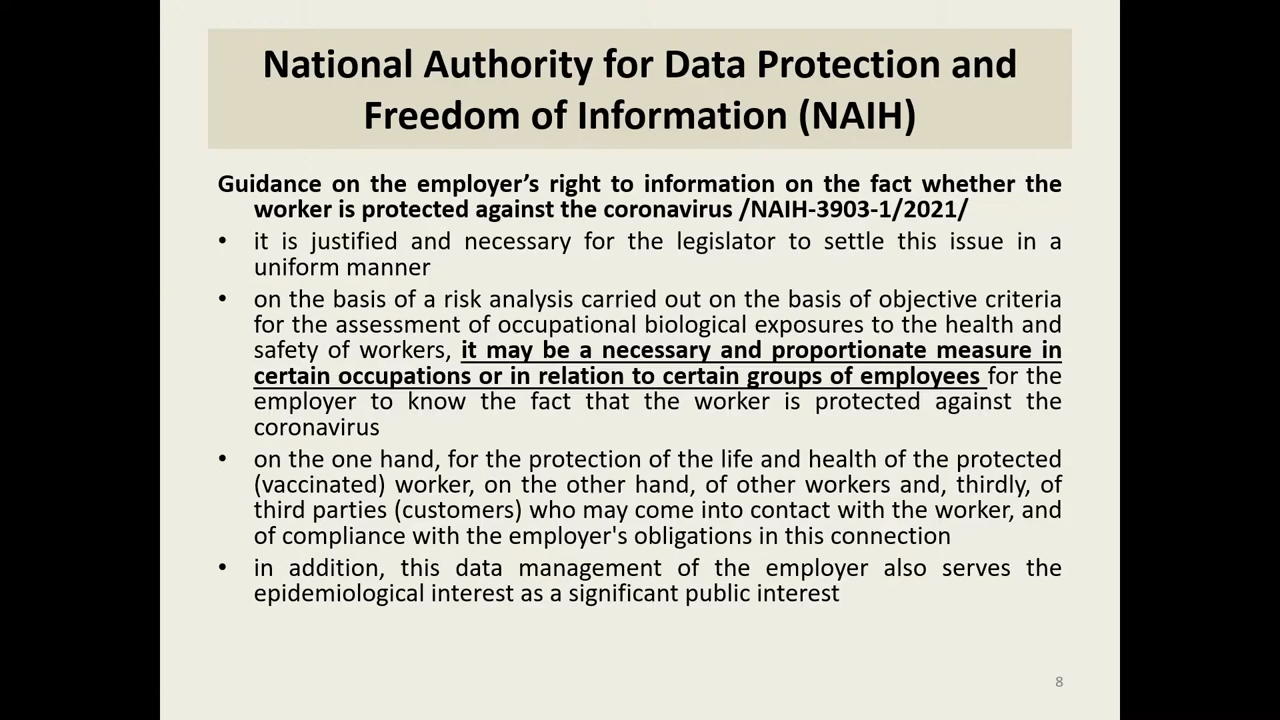 National Authority for Data Protection and
Freedom of Information (NAIH)
Guidance on the employer’s right to information on the fact whether the
worker is protected against the coronavirus /NAIH-3903-1/2021/
• it is justified and necessary for the legislator to settle this issue in a
uniform manner
• on the basis of a risk analysis carried out on the basis of objective criteria
for the assessment of occupational biological exposures to the health and
safety of workers, it may be a necessary and proportionate measure in
certain occupations or in relation to certain groups of employees for the
employer to know the fact that the worker is protected against the
coronavirus
• on the one hand, for the protection of the life and health of the protected
(vaccinated) worker, on the other hand, of other workers and, thirdly, of
third parties (customers) who may come into contact with the worker, and
of compliance with the employer's obligations in this connection
• in addition, this data management of the employer also serves the
epidemiological interest as a significant public interest
8